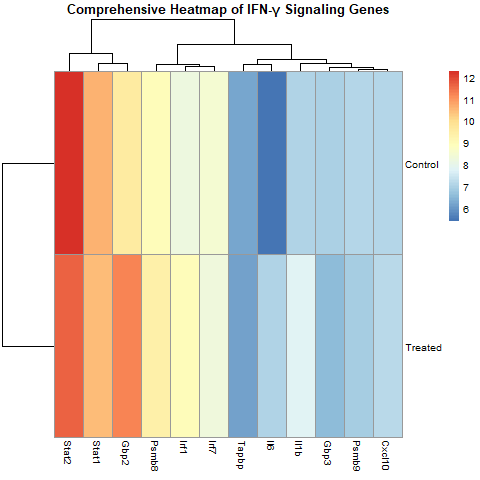 Comprehensive Heatmap of IFN-γ Signaling Genes
12
11
10
9
8
7
6
Control
Treated
Stat2
Stat1
Gbp2
Psmb8
Irf1
Irf7
Tapbp
Il6
Il1b
Gbp3
Psmb9
Cxcl10